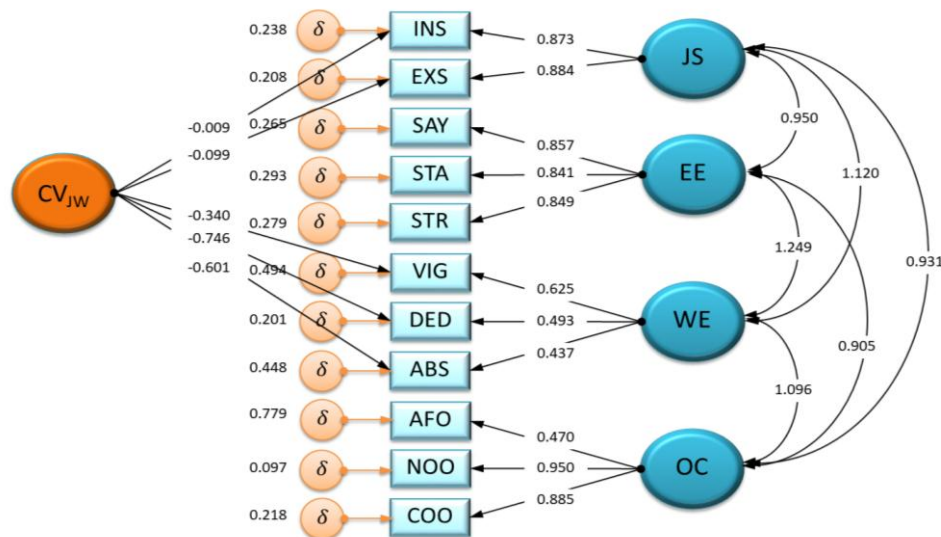 0.238 δ INS
0.873
JS
0.208 δ EXS
0.884
0.265 δ SAY
-0.009
0.950
-0.099
0.857
0.293 δ STA
0.841
EE
1.120
CV_JW
0.849
0.279 δ STR
-0.340
-0.746
1.249
0.931
-0.601
0.494 δ VIG
0.625
0.201 δ DED
0.493
WE
0.905
0.437
0.448 δ ABS
1.096
0.779 δ AFO
0.470
0.097 δ NOO
0.950
OC
0.885
0.218 δ COO